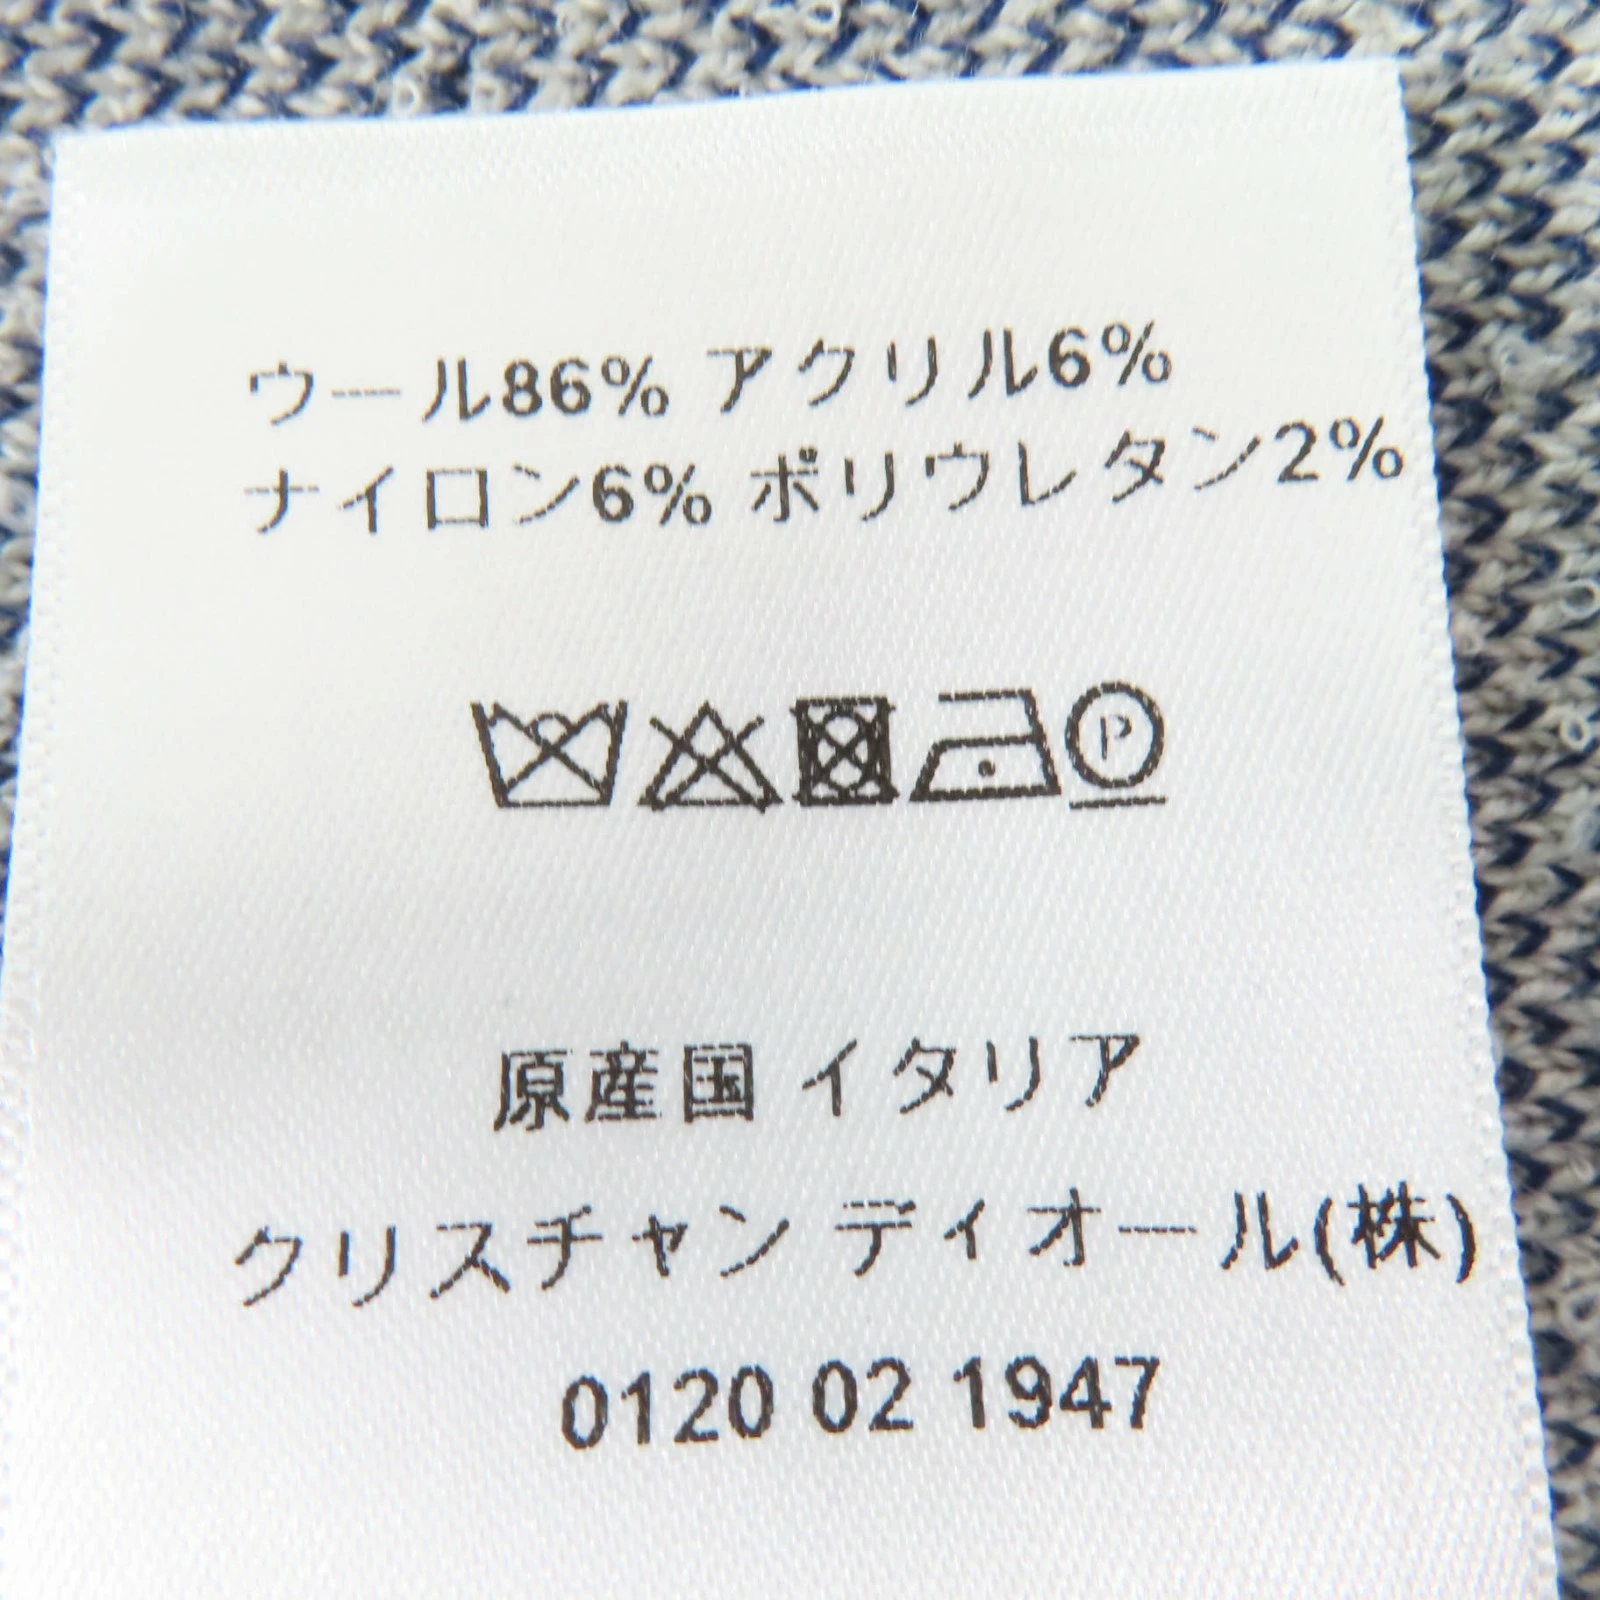 ウール86% アクリル6%
ナイロン6% ポリウレタン2%
P
原産国 イタリア
クリスチャン ディオール(株)
0120 02 1947